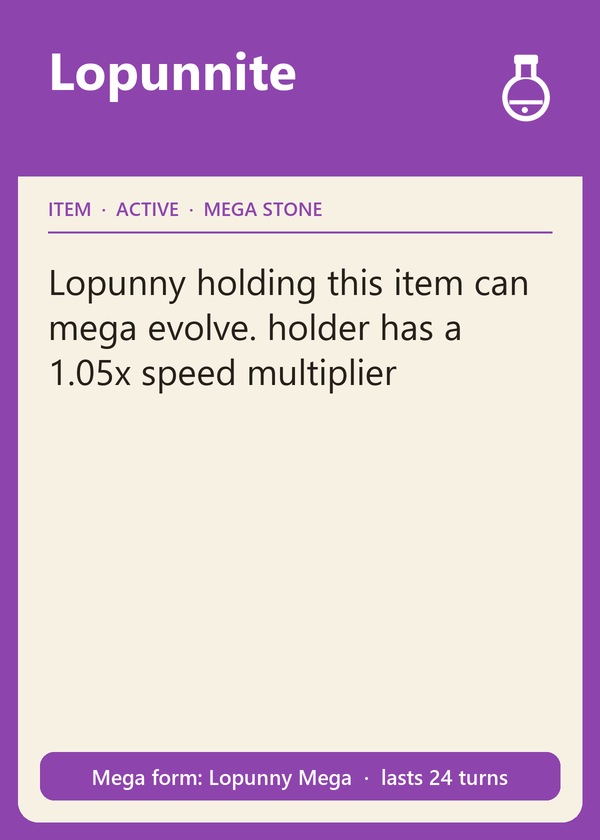 Lopunnite
ITEM · ACTIVE · MEGA STONE
Lopunny holding this item can
mega evolve. holder has a
1.05x speed multiplier
Mega form: Lopunny Mega · lasts 24 turns